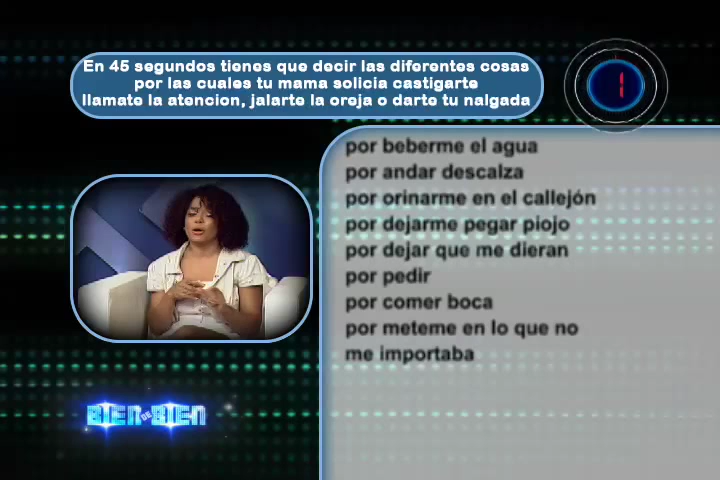 En 45 segundos tienes que decir las diferentes cosas
por las cuales tu mama solicia castigarte
llamate la atencion, jalarte la oreja o darte tu nalgada
1
por beberme el agua
por andar descalza
por orinarme en el callejón
por dejarme pegar piojo
por dejar que me dieran
por pedir
por comer boca
por meteme en lo que no
me importaba
BIEN DE BIEN